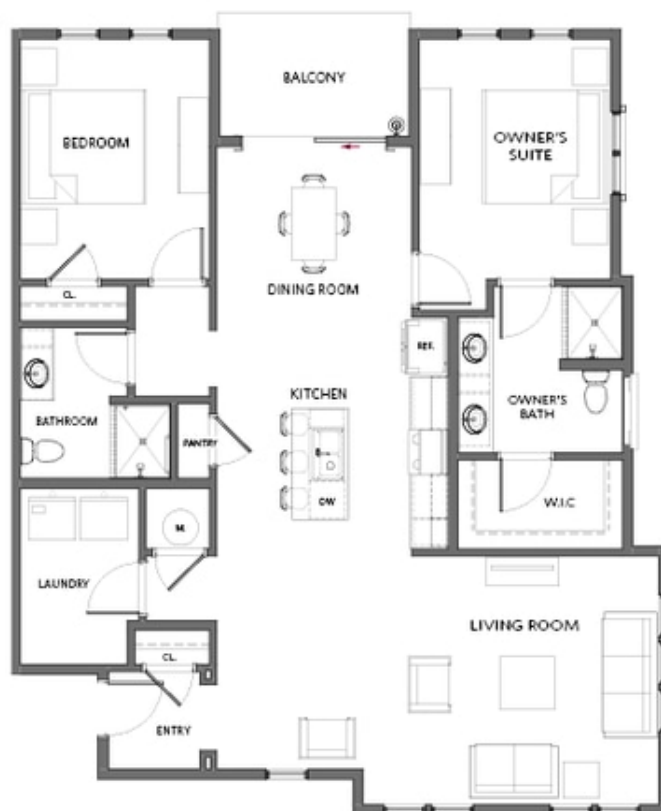 BALCONY
BEDROOM
OWNER'S
SUITE
DINING ROOM
CL.
REF.
KITCHEN
BATHROOM
PANTRY
OWNER'S
BATH
DW
W.I.C
M.
LAUNDRY
LIVING ROOM
CL.
ENTRY